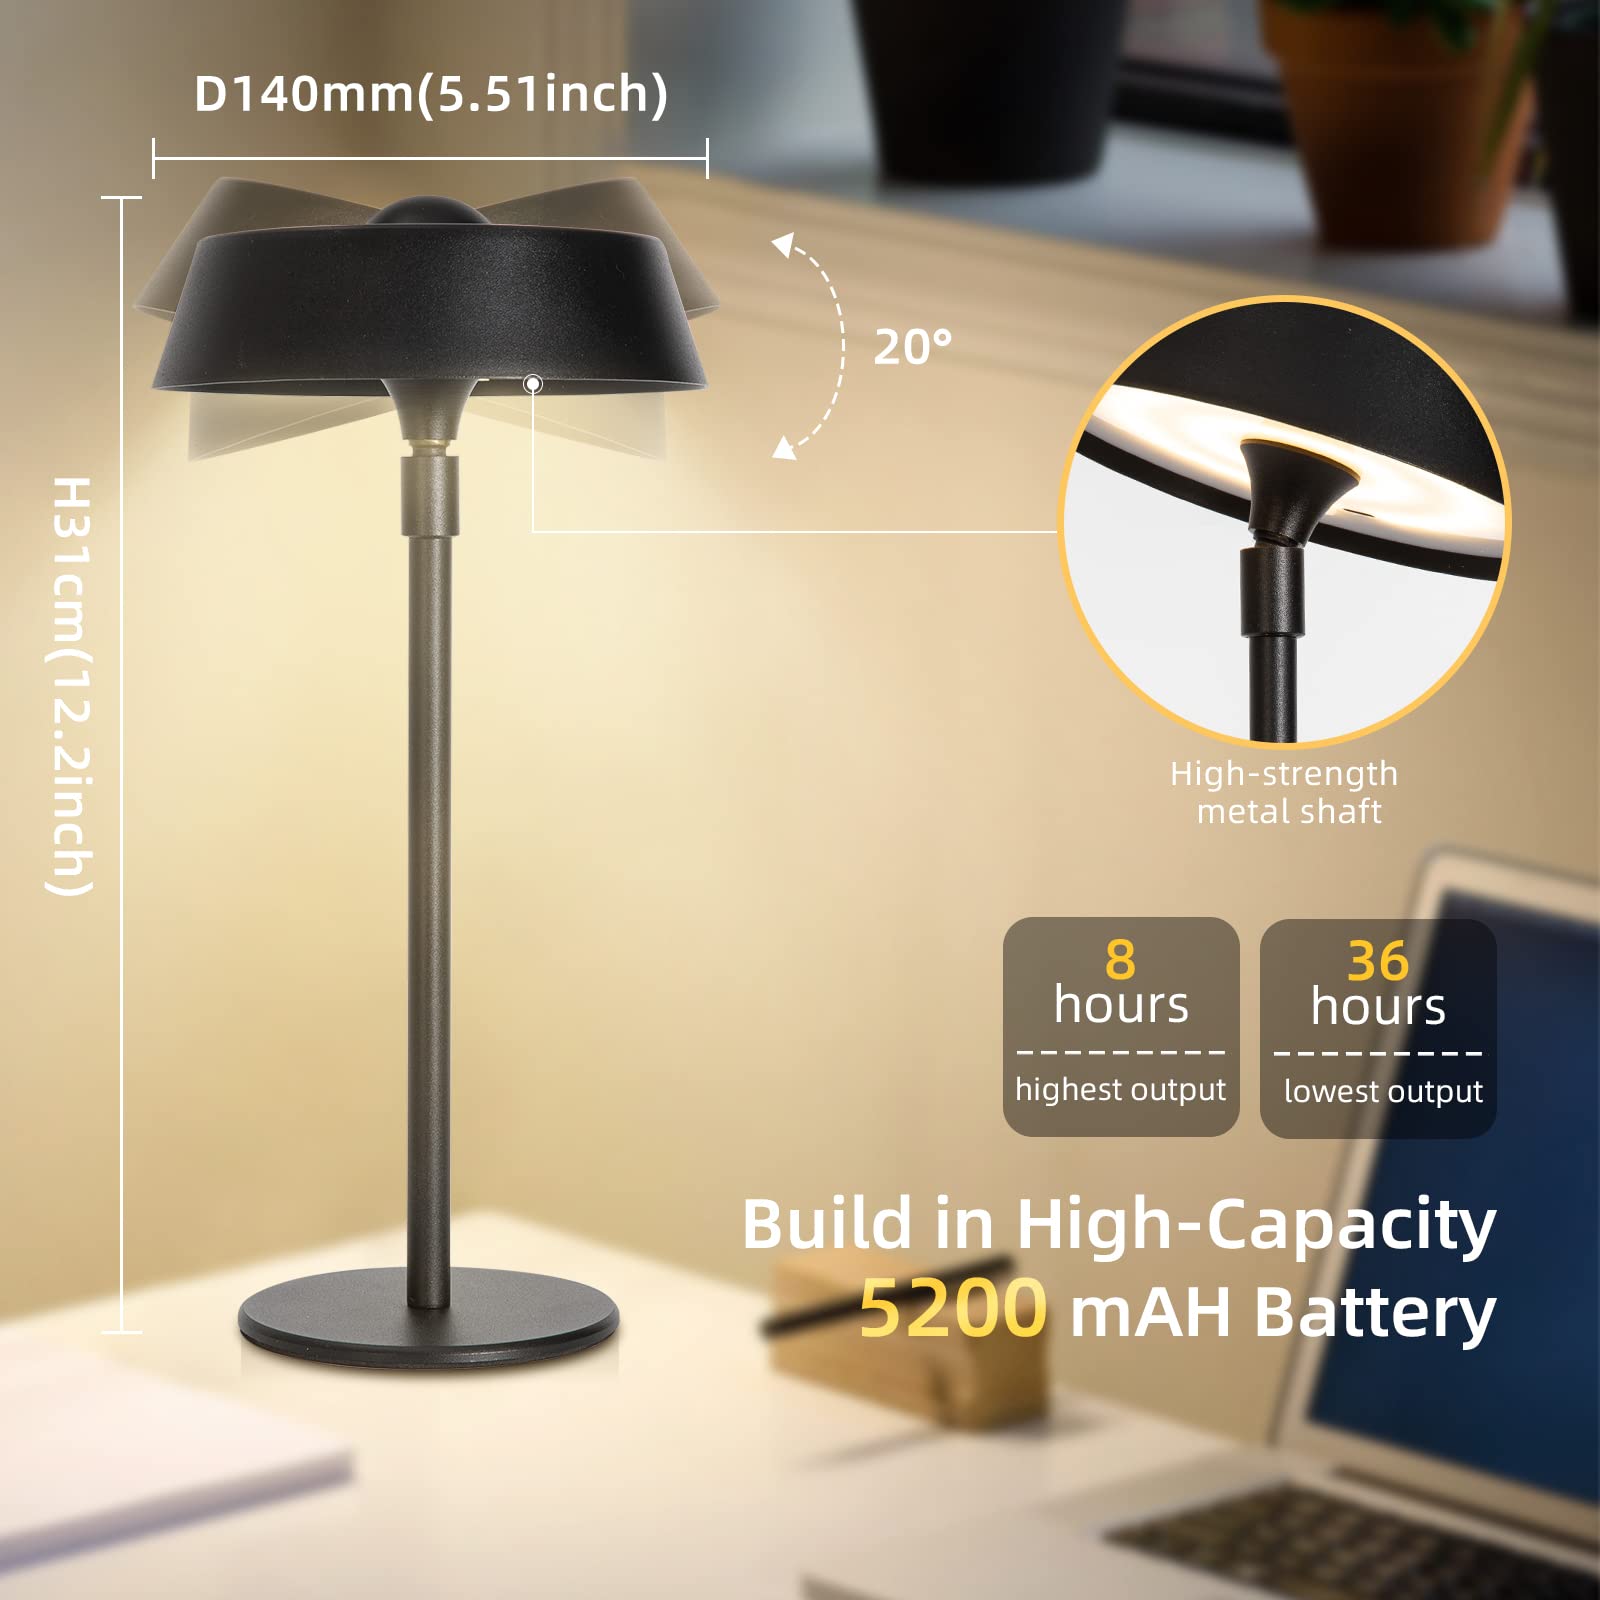 D140mm(5.51inch)
20°
H31cm(12.2inch)
High-strength
metal shaft
8
hours
highest output
36
hours
lowest output
Build in High-Capacity
5200 mAH Battery